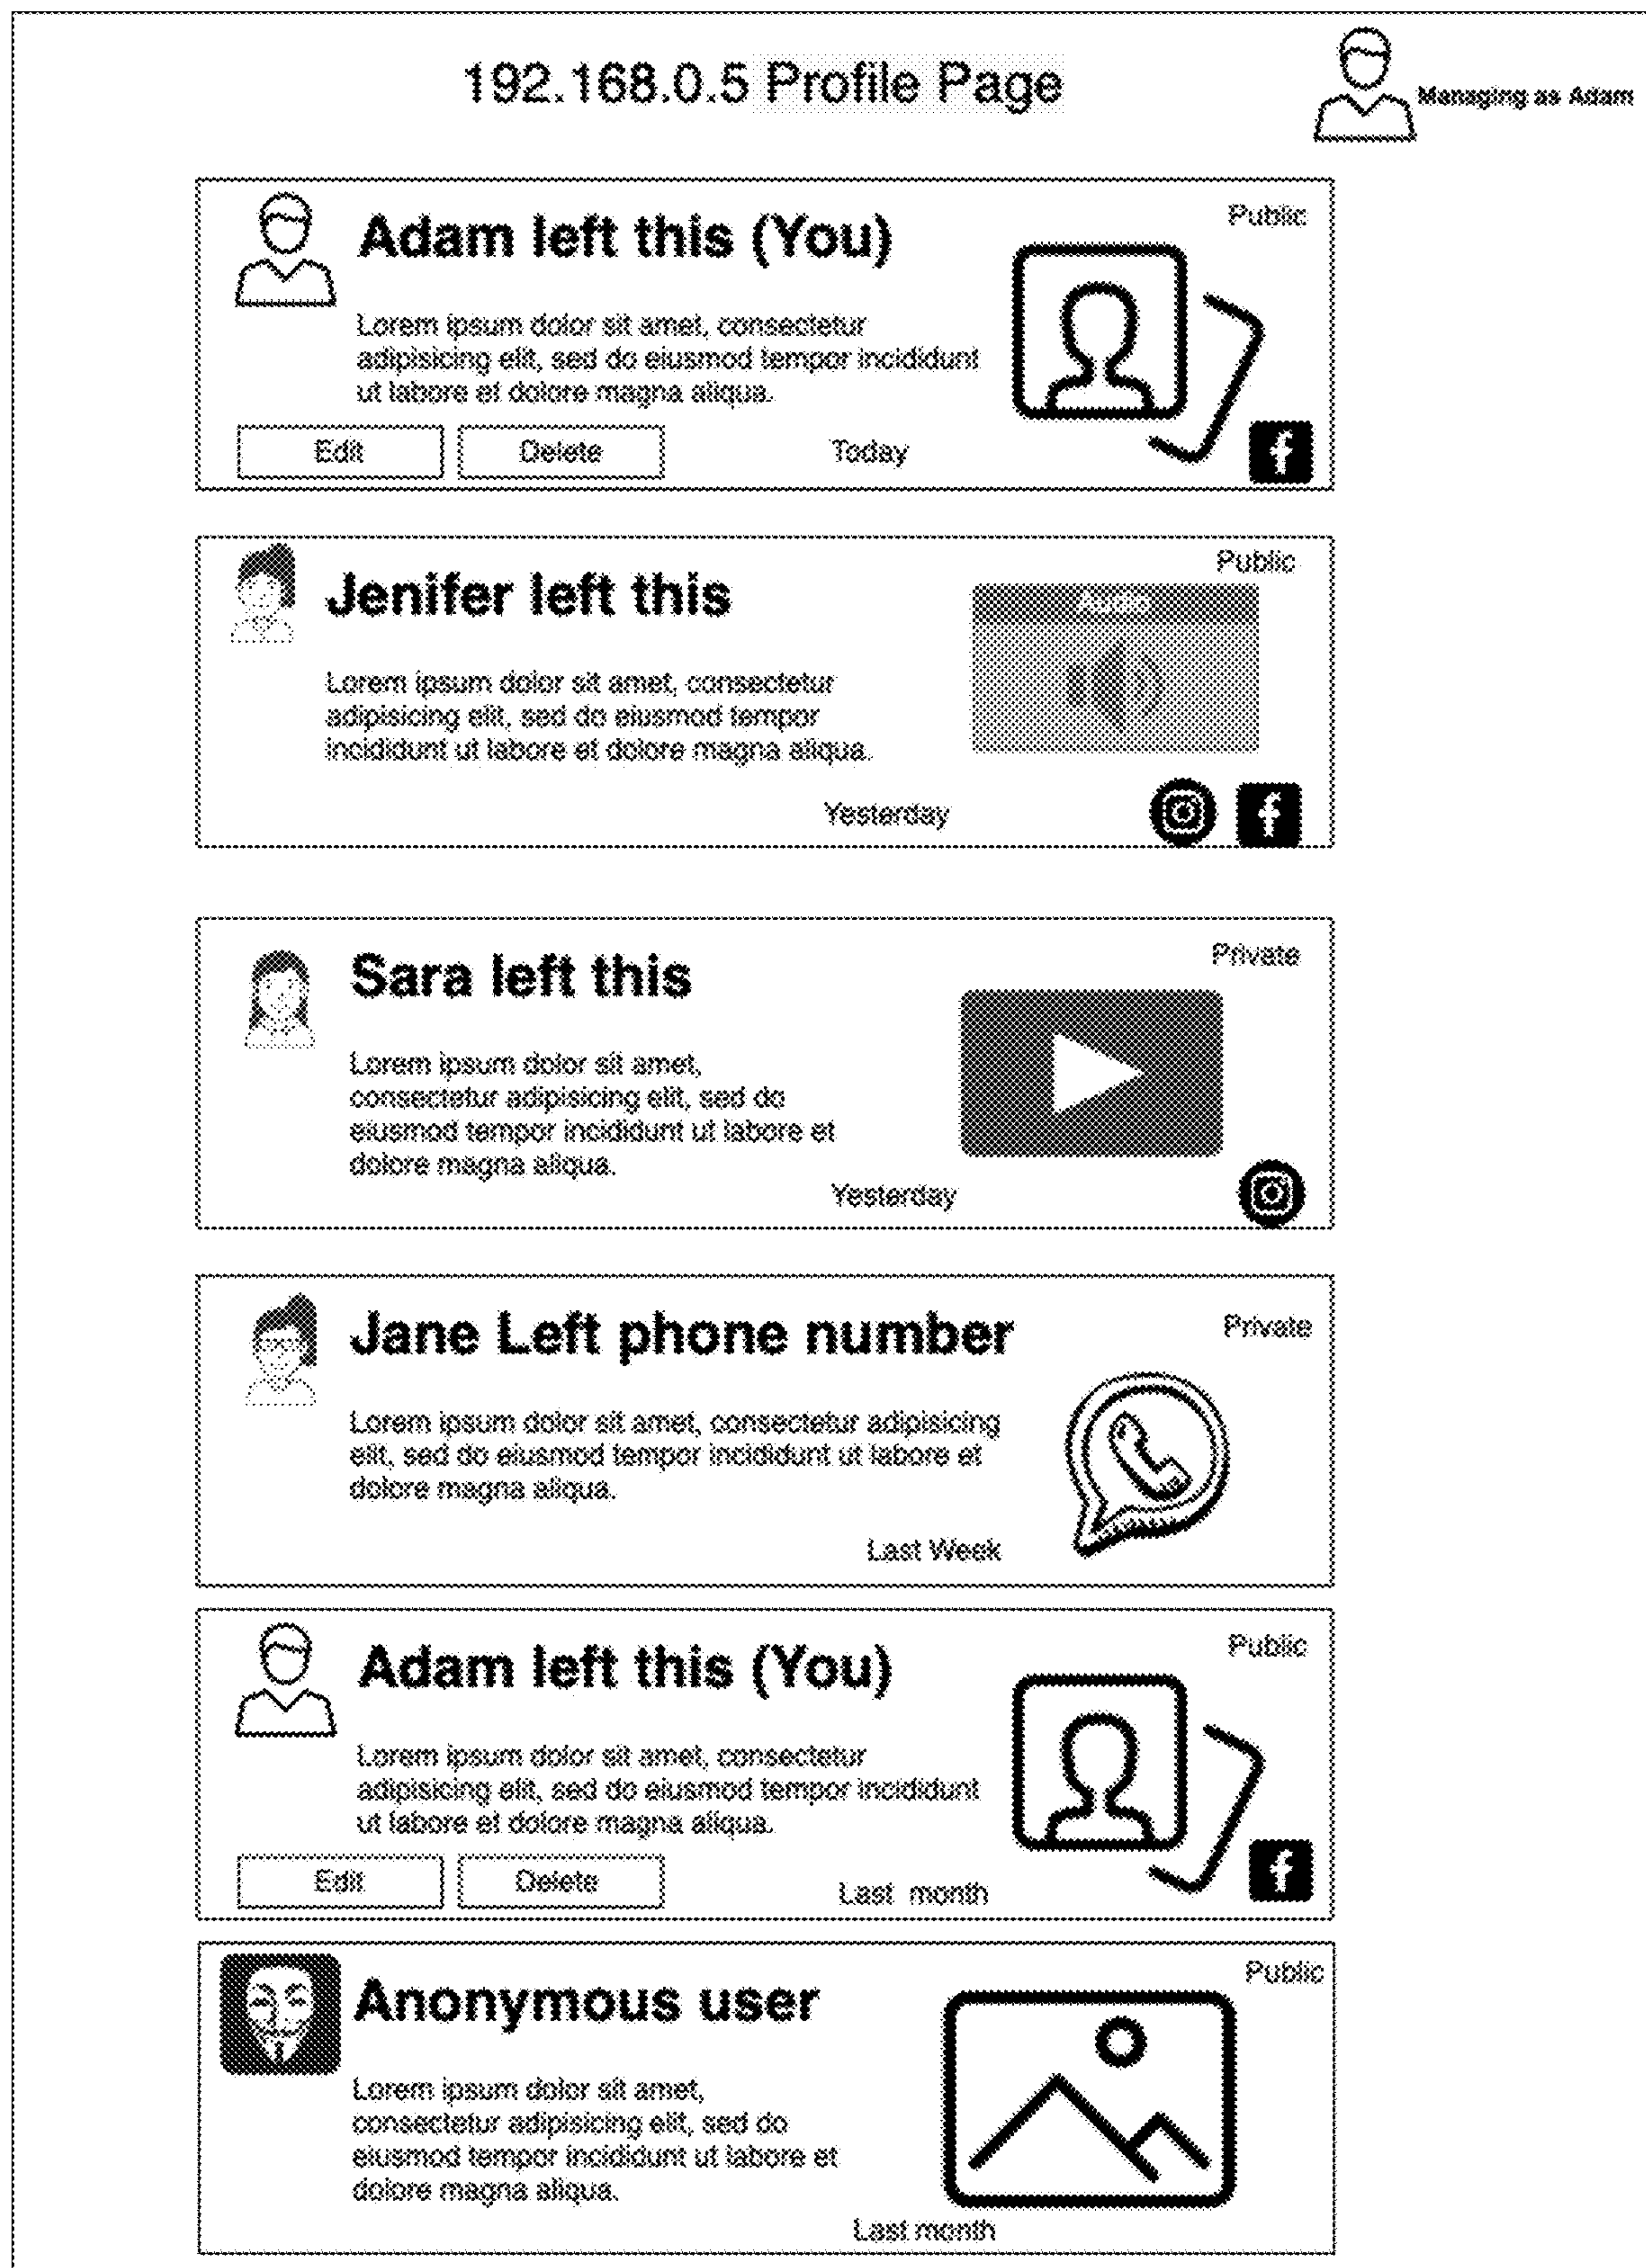 192.168.0.5 Profile Page
Managing as Adam
Adam left this (You)
Public
Lorem ipsum dolor sit amet, consectetur
adipisicing elit, sed do eiusmod tempor incididunt
ut labore et dolore magna aliqua.
Edit
Delete
Today
Jenifer left this
Public
Audio
Lorem ipsum dolor sit amet, consectetur
adipisicing elit, sed do eiusmod tempor
incididunt ut labore et dolore magna aliqua.
Yesterday
Sara left this
Private
Lorem ipsum dolor sit amet,
consectetur adipisicing elit, sed do
eiusmod tempor incididunt ut labore et
dolore magna aliqua.
Yesterday
Jane Left phone number
Private
Lorem ipsum dolor sit amet, consectetur adipisicing
elit, sed do eiusmod tempor incididunt ut labore et
dolore magna aliqua.
Last Week
Adam left this (You)
Public
Lorem ipsum dolor sit amet, consectetur
adipisicing elit, sed do eiusmod tempor incididunt
ut labore et dolore magna aliqua.
Edit
Delete
Last month
Anonymous user
Public
Lorem ipsum dolor sit amet,
consectetur adipisicing elit, sed do
eiusmod tempor incididunt ut labore et
dolore magna aliqua.
Last month